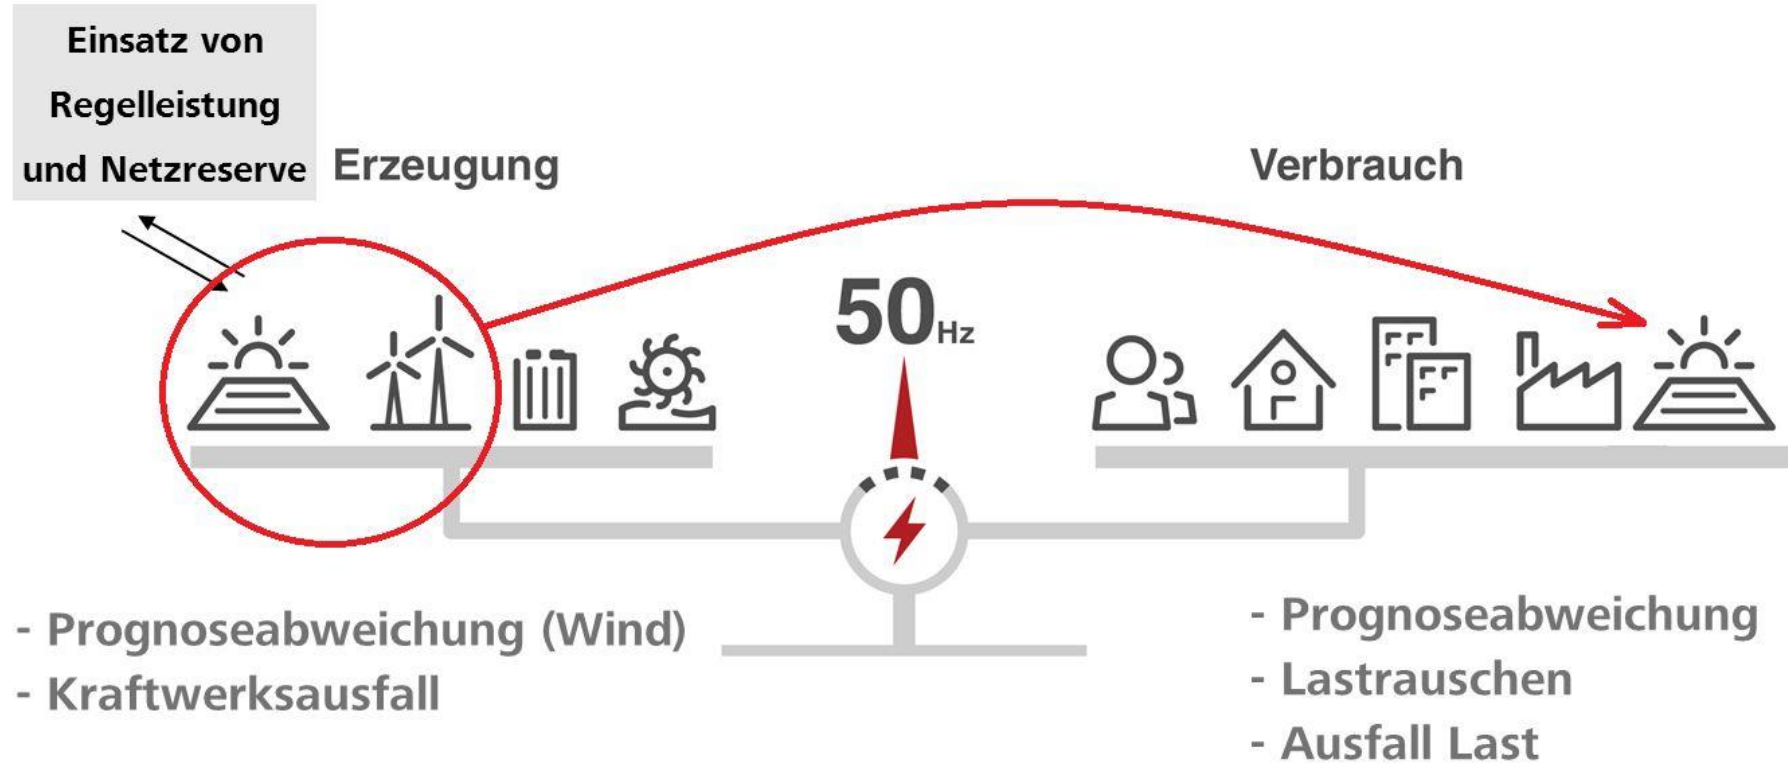 Einsatz von
Regelleistung
und Netzreserve
Erzeugung
Verbrauch
50Hz
- Prognoseabweichung (Wind)
- Kraftwerksausfall
- Prognoseabweichung
- Lastrauschen
- Ausfall Last